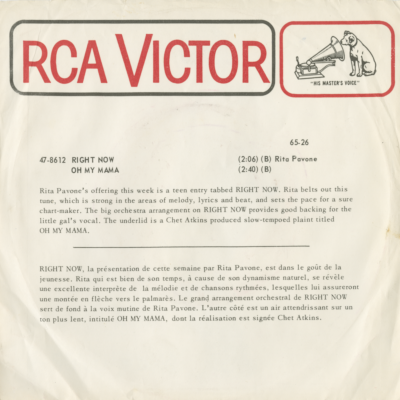 RCA VICTOR
"HIS MASTER'S VOICE"
65-26
47-8612 RIGHT NOW (2:06) (B) Rita Pavone
OH MY MAMA (2:40) (B)
Rita Pavone's offering this week is a teen entry tabbed RIGHT NOW. Rita belts out this
tune, which is strong in the areas of melody, lyrics and beat, and sets the pace for a sure
chart-maker. The big orchestra arrangement on RIGHT NOW provides good backing for the
little gal's vocal. The underlid is a Chet Atkins produced slow-tempoed plaint titled
OH MY MAMA.
RIGHT NOW, la présentation de cette semaine par Rita Pavone, est dans le goût de la
jeunesse. Rita qui est bien de son temps, à cause de son dynamisme naturel, se révèle
une excellente interprète de la mélodie et de chansons rythmées, lesquelles lui assureront
une montée en flèche vers le palmarès. Le grand arrangement orchestral de RIGHT NOW
sert de fond à la voix mutine de Rita Pavone. L'autre côté est un air attendrissant sur un
ton plus lent, intitulé OH MY MAMA, dont la réalisation est signée Chet Atkins.